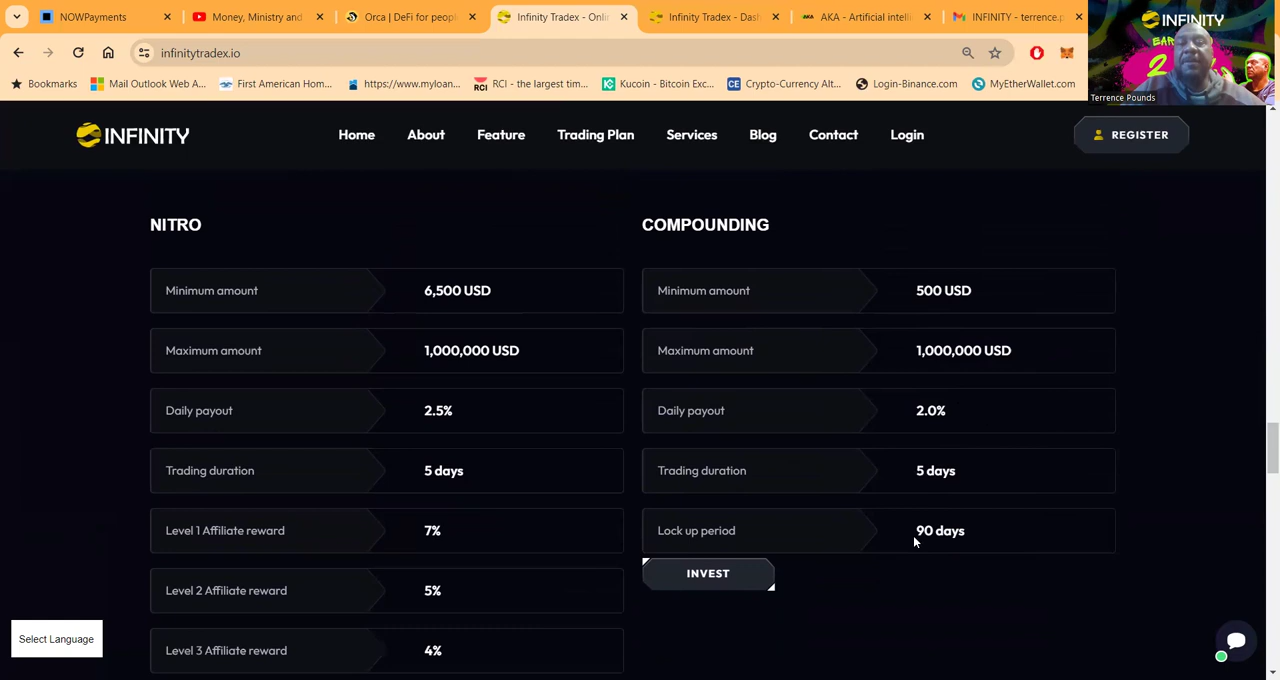 NOWPayments
Money, Ministry and
Orca | DeFi for peopl
Infinity Tradex - Onli
Infinity Tradex - Dash
AKA - Artificial intelli
INFINITY - terrence.p
infinitytradex.io
Bookmarks
Mail Outlook Web A...
First American Hom...
https://www.myloan...
RCI - the largest tim...
Kucoin - Bitcoin Exc...
Crypto-Currency Alt...
Login-Binance.com
MyEtherWallet.com
INFINITY
Terrence Pounds
INFINITY
Home
About
Feature
Trading Plan
Services
Blog
Contact
Login
REGISTER
NITRO
Minimum amount 6,500 USD
Maximum amount 1,000,000 USD
Daily payout 2.5%
Trading duration 5 days
Level 1 Affiliate reward 7%
Level 2 Affiliate reward 5%
Level 3 Affiliate reward 4%
COMPOUNDING
Minimum amount 500 USD
Maximum amount 1,000,000 USD
Daily payout 2.0%
Trading duration 5 days
Lock up period 90 days
INVEST
Select Language